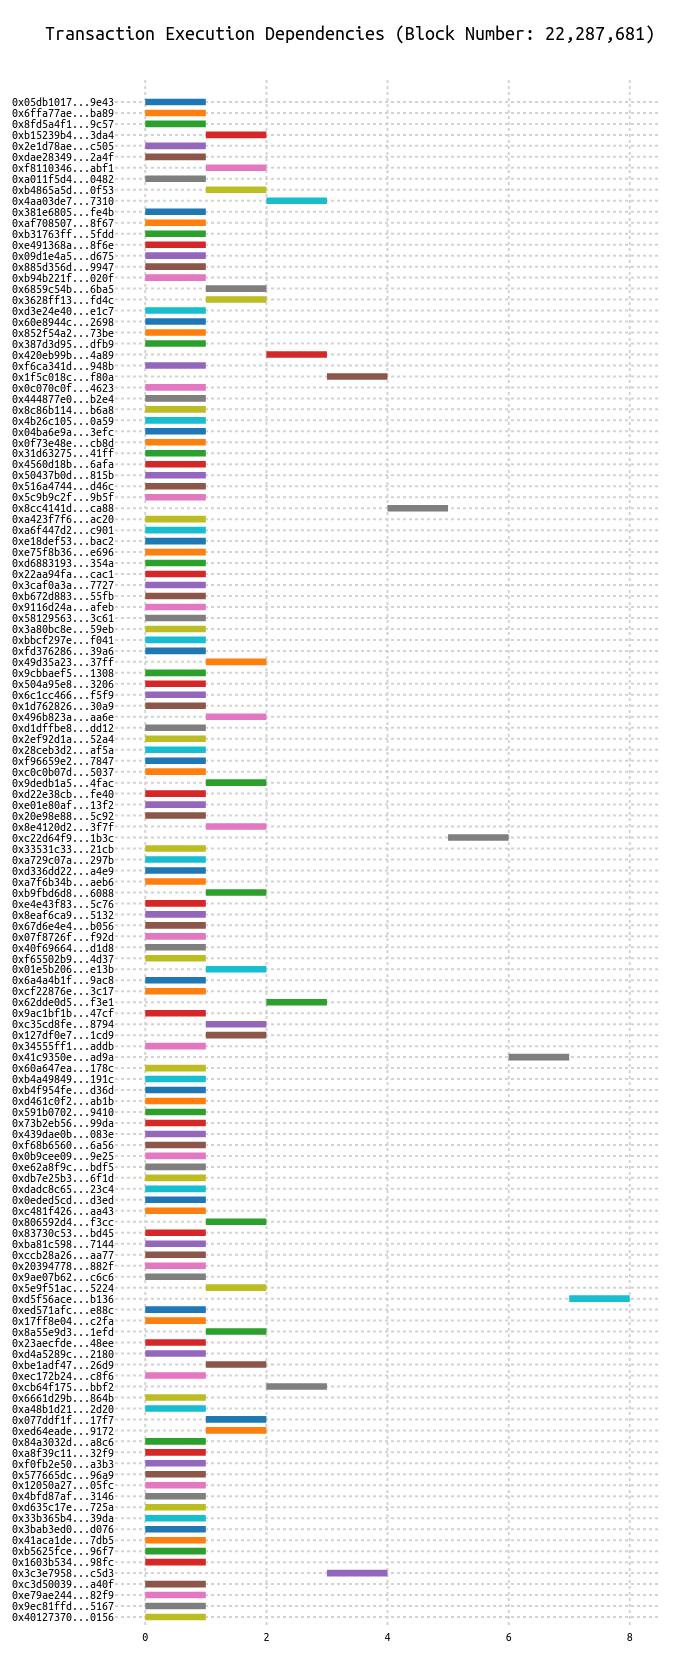 Transaction Execution Dependencies (Block Number: 22,287,681)
0x05db1017...9e43
0x6ffa77ae...ba89
0x8fd5a4f1...9c57
0xb15239b4...3da4
0x2e1d78ae...c505
0xdae28349...2a4f
0xf8110346...abf1
0xa011f5d4...0482
0xb4865a5d...0f53
0x4aa03de7...7310
0x381e6805...fe4b
0xaf708507...8f67
0xb31763ff...5fdd
0xe491368a...8f6e
0x09d1e4a5...d675
0x885d356d...9947
0xb94b221f...020f
0x6859c54b...6ba5
0x3628ff13...fd4c
0xd3e24e40...e1c7
0x60e8944c...2698
0x852f54a2...73be
0x387d3d95...dfb9
0x420eb99b...4a89
0xf6ca341d...948b
0x1f5c018c...f80a
0x0c070c0f...4623
0x444877e0...b2e4
0x8c86b114...b6a8
0x4b26c105...0a59
0x04ba6e9a...3efc
0x0f73e48e...cb8d
0x31d63275...41ff
0x4560d18b...6afa
0x50437b0d...815b
0x516a4744...d46c
0x5c9b9c2f...9b5f
0x8cc4141d...ca88
0xa423f7f6...ac20
0xa6f447d2...c901
0xe18def53...bac2
0xe75f8b36...e696
0xd6883193...354a
0x22aa94fa...cac1
0x3caf0a3a...7727
0xb672d883...55fb
0x9116d24a...afeb
0x58129563...3c61
0x3a80bc8e...59eb
0xbbcf297e...f041
0xfd376286...39a6
0x49d35a23...37ff
0x9cbbaef5...1308
0x504a95e8...3206
0x6c1cc466...f5f9
0x1d762826...30a9
0x496b823a...aa6e
0xd1dffbe8...dd12
0x2ef92d1a...52a4
0x28ceb3d2...af5a
0xf96659e2...7847
0xc0c0b07d...5037
0x9dedb1a5...4fac
0xd22e38cb...fe40
0xe01e80af...13f2
0x20e98e88...5c92
0x8e4120d2...3f7f
0xc22d64f9...1b3c
0x33531c33...21cb
0xa729c07a...297b
0xd336dd22...a4e9
0xa7f6b34b...aeb6
0xb9fbd6d8...6088
0xe4e43f83...5c76
0x8eaf6ca9...5132
0x67d6e4e4...b056
0x07f8726f...f92d
0x40f69664...d1d8
0xf65502b9...4d37
0x01e5b206...e13b
0x6a4a4b1f...9ac8
0xcf22876e...3c17
0x62dde0d5...f3e1
0x9ac1bf1b...47cf
0xc35cd8fe...8794
0x127df0e7...1cd9
0x34555ff1...addb
0x41c9350e...ad9a
0x60a647ea...178c
0xb4a49849...191c
0xb4f954fe...d36d
0xd461c0f2...ab1b
0x591b0702...9410
0x73b2eb56...99da
0x439dae0b...083e
0xf68b6560...6a56
0x0b9cee09...9e25
0xe62a8f9c...bdf5
0xdb7e25b3...6f1d
0xdadc8c65...23c4
0x0eded5cd...d3ed
0xc481f426...aa43
0x806592d4...f3cc
0x83730c53...bd45
0xba81c598...7144
0xccb28a26...aa77
0x20394778...882f
0x9ae07b62...c6c6
0x5e9f51ac...5224
0xd5f56ace...b136
0xed571afc...e88c
0x17ff8e04...c2fa
0x8a55e9d3...1efd
0x23aecfde...48ee
0xd4a5289c...2180
0xbe1adf47...26d9
0xec172b24...c8f6
0xcb64f175...bbf2
0x6661d29b...864b
0xa48b1d21...2d20
0x077ddf1f...17f7
0xed64eade...9172
0x84a3032d...a8c6
0xa8f39c11...32f9
0xf0fb2e50...a3b3
0x577665dc...96a9
0x12050a27...05fc
0x4bfd87af...3146
0xd635c17e...725a
0x33b365b4...39da
0x3bab3ed0...d076
0x41aca1de...7db5
0xb5625fce...96f7
0x1603b534...98fc
0x3c3e7958...c5d3
0xc3d50039...a40f
0xe79ae244...82f9
0x9ec81ffd...5167
0x40127370...0156
0 2 4 6 8